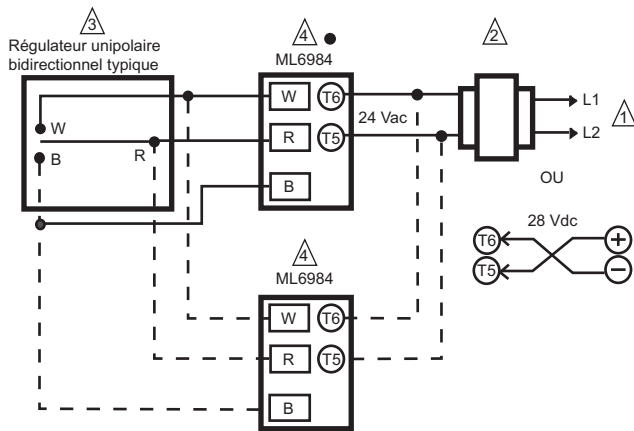 3
Régulateur unipolaire
bidirectionnel typique
W
B
R
4
ML6984
W
T6
R
T5
B
24 Vac
2
L1
L2
1
OU
28 Vdc
T6
+
T5
−
4
ML6984
W
T6
R
T5
B